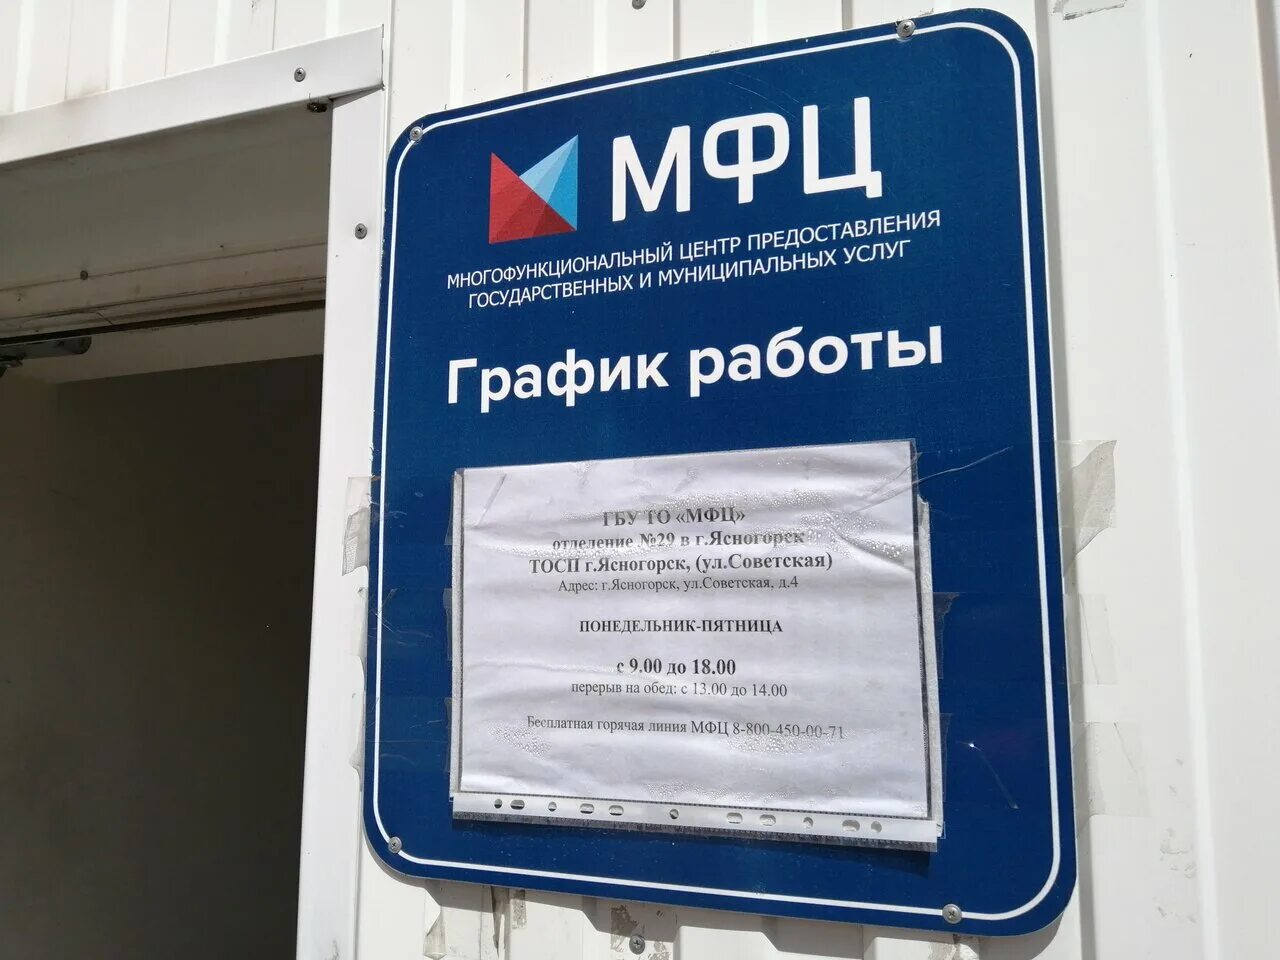 МФЦ
МНОГОФУНКЦИОНАЛЬНЫЙ ЦЕНТР ПРЕДОСТАВЛЕНИЯ
ГОСУДАРСТВЕННЫХ И МУНИЦИПАЛЬНЫХ УСЛУГ
График работы
ГБУ ТО «МФЦ»
отделение №29 в г.Ясногорск
ТОСП г.Ясногорск, (ул.Советская)
Адрес: г.Ясногорск, ул.Советская, д.4
ПОНЕДЕЛЬНИК-ПЯТНИЦА
с 9.00 до 18.00
перерыв на обед: с 13.00 до 14.00
Бесплатная горячая линия МФЦ 8-800-450-00-71